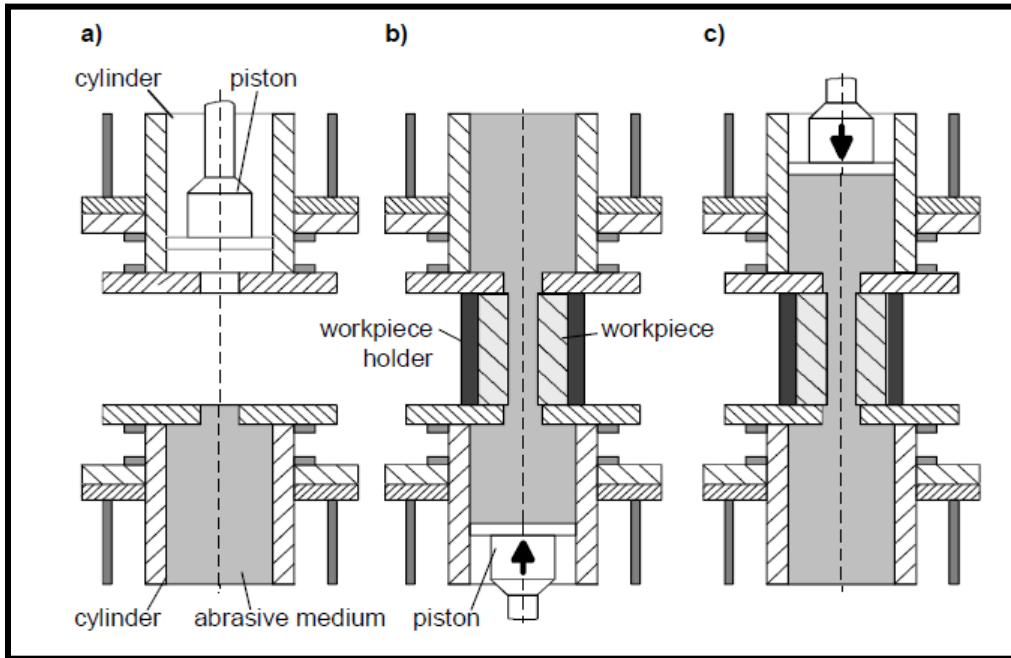 a)
b)
c)
cylinder
piston
workpiece
holder
workpiece
cylinder
abrasive medium
piston